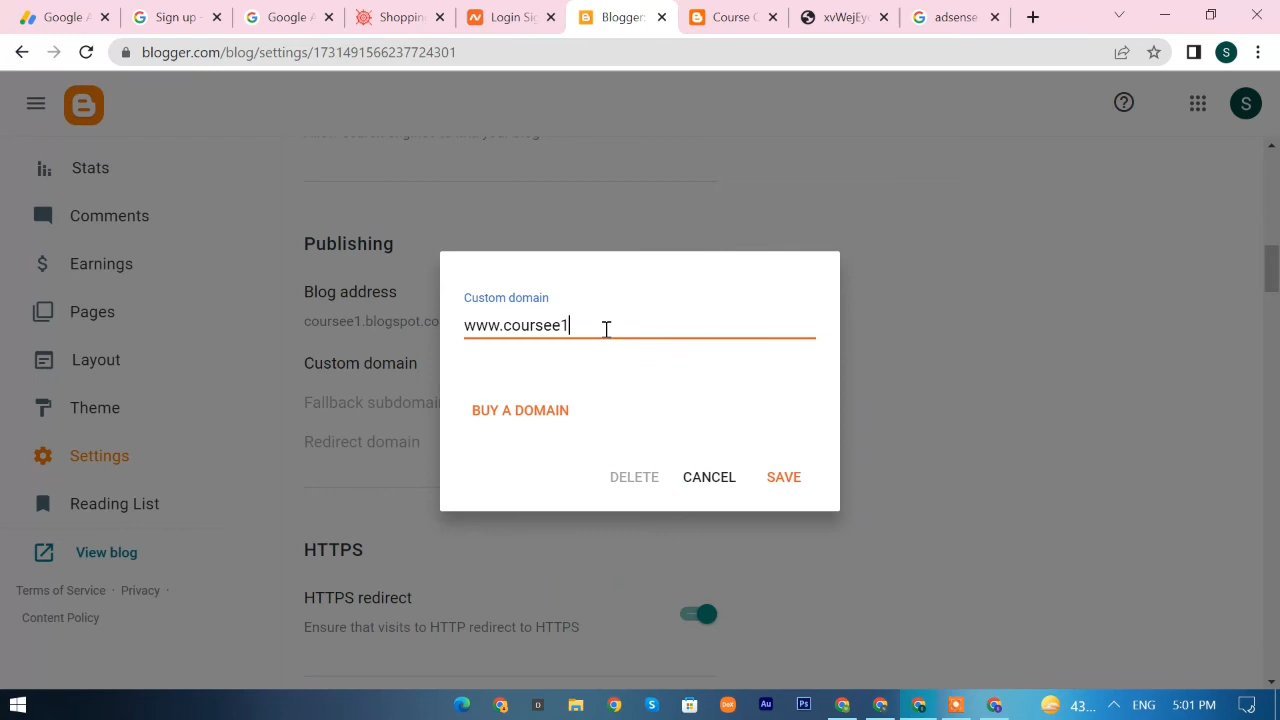 Google A
Sign up -
Google A
Shoppin
Login Sig
Blogger:
Course C
xvWejEy
adsense
blogger.com/blog/settings/1731491566237724301
S
S
Stats
Comments
Earnings
Pages
Layout
Theme
Settings
Reading List
View blog
Terms of Service · Privacy ·
Content Policy
Publishing
Blog address
coursee1.blogspot.co
Custom domain
Fallback subdomai
Redirect domain
HTTPS
HTTPS redirect
Ensure that visits to HTTP redirect to HTTPS
Custom domain
www.coursee1
BUY A DOMAIN
DELETE CANCEL SAVE
43... ENG 5:01 PM